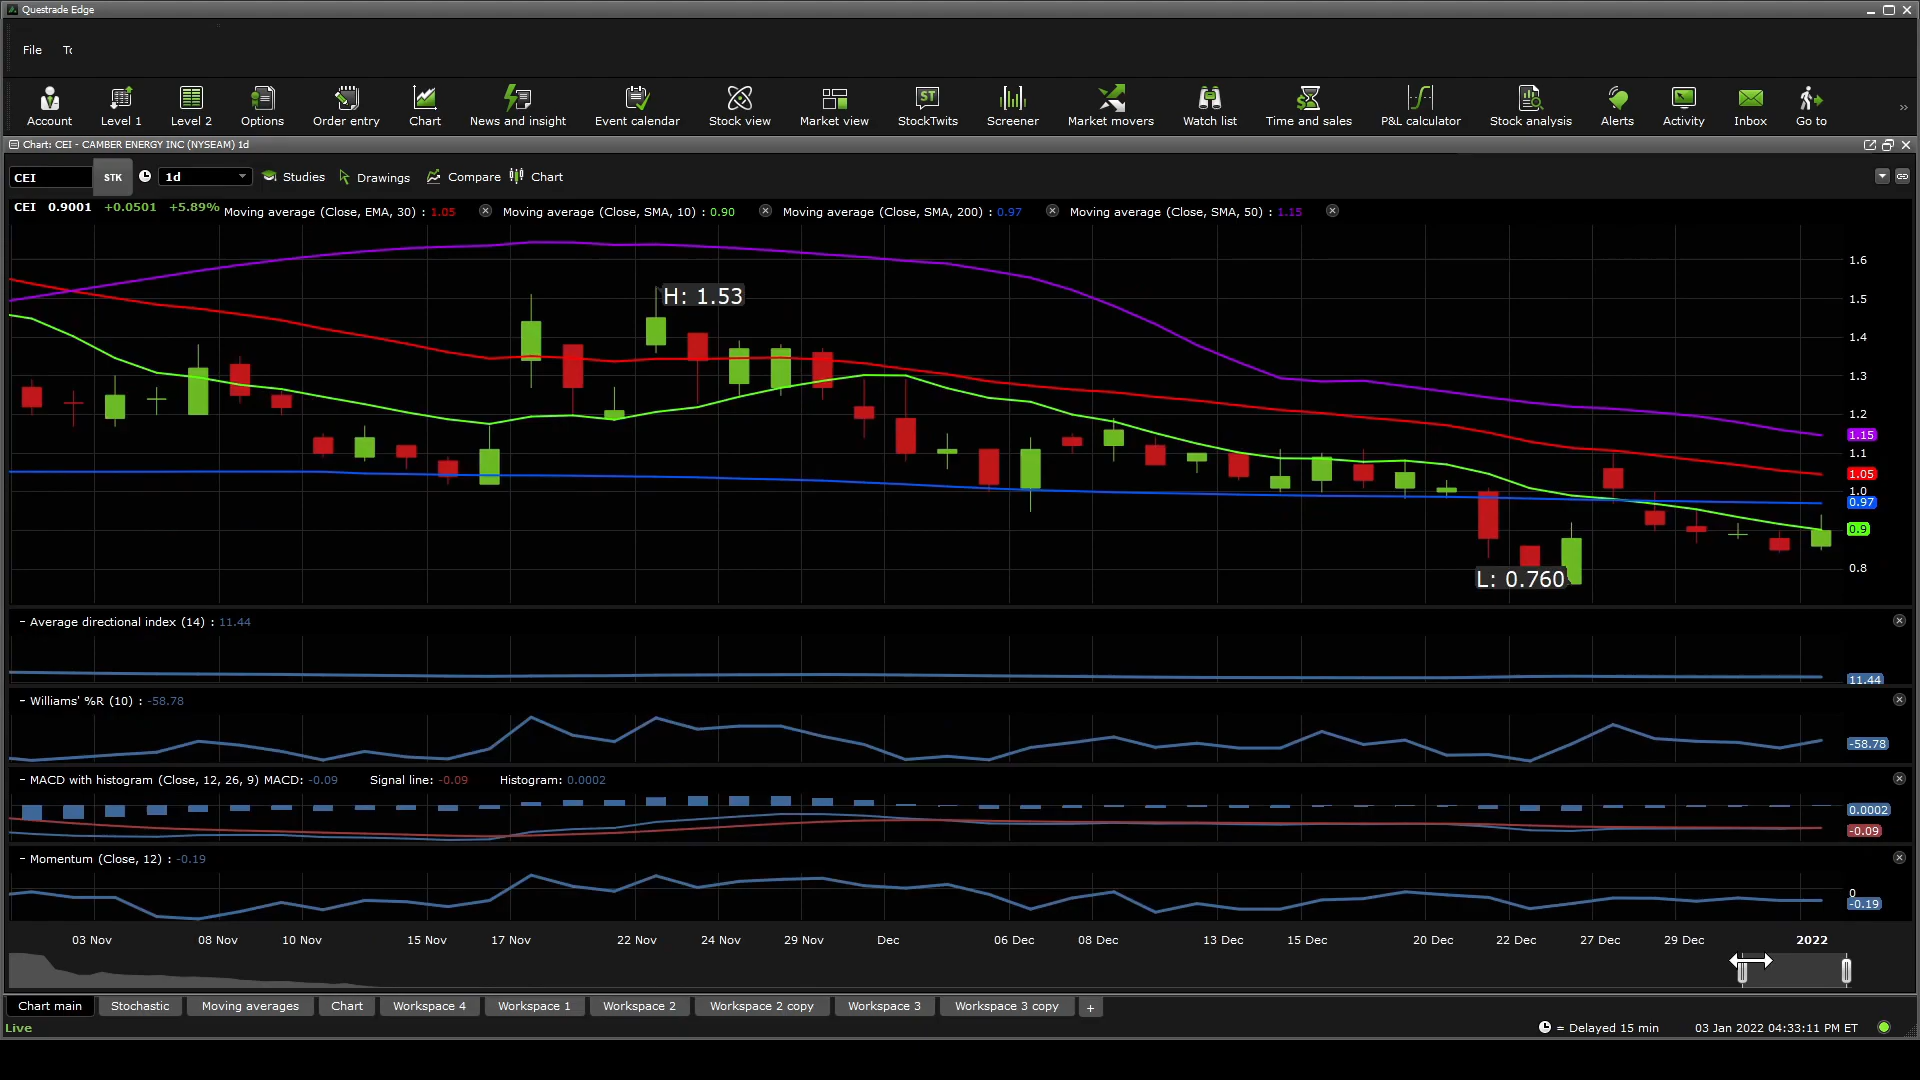 Questrade Edge
File To
Account Level 1 Level 2 Options Order entry Chart News and insight Event calendar Stock view Market view StockTwits Screener Market movers Watch list Time and sales P&L calculator Stock analysis Alerts Activity Inbox Go to
ST
Chart: CEI - CAMBER ENERGY INC (NYSEAM) 1d
CEI STK 1d Studies Drawings Compare Chart
CEI 0.9001 +0.0501 +5.89% Moving average (Close, EMA, 30) : 1.05 Moving average (Close, SMA, 10) : 0.90 Moving average (Close, SMA, 200) : 0.97 Moving average (Close, SMA, 50) : 1.15
1.6
H: 1.53
1.5
1.4
1.3
1.2
1.15
1.1
1.05
1.0
0.97
0.9
0.8
L: 0.760
- Average directional index (14) : 11.44
11.44
- Williams' %R (10) : -58.78
-58.78
- MACD with histogram (Close, 12, 26, 9) MACD: -0.09 Signal line: -0.09 Histogram: 0.0002
0.0002
-0.09
- Momentum (Close, 12) : -0.19
0
-0.19
03 Nov 08 Nov 10 Nov 15 Nov 17 Nov 22 Nov 24 Nov 29 Nov Dec 06 Dec 08 Dec 13 Dec 15 Dec 20 Dec 22 Dec 27 Dec 29 Dec 2022
Chart main Stochastic Moving averages Chart Workspace 4 Workspace 1 Workspace 2 Workspace 2 copy Workspace 3 Workspace 3 copy +
Live = Delayed 15 min 03 Jan 2022 04:33:11 PM ET